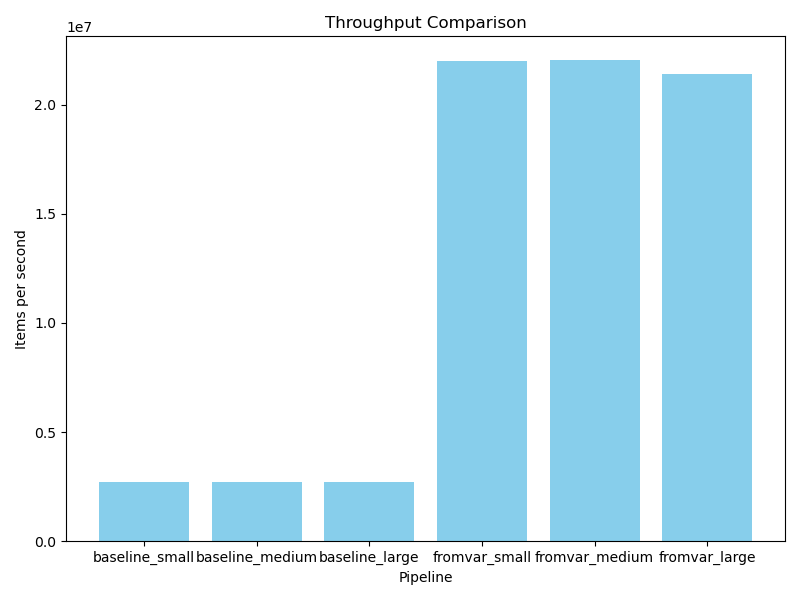 Throughput Comparison
1e7
Items per second
2.0
1.5
1.0
0.5
0.0
baseline_small baseline_medium baseline_large fromvar_small fromvar_medium fromvar_large
Pipeline